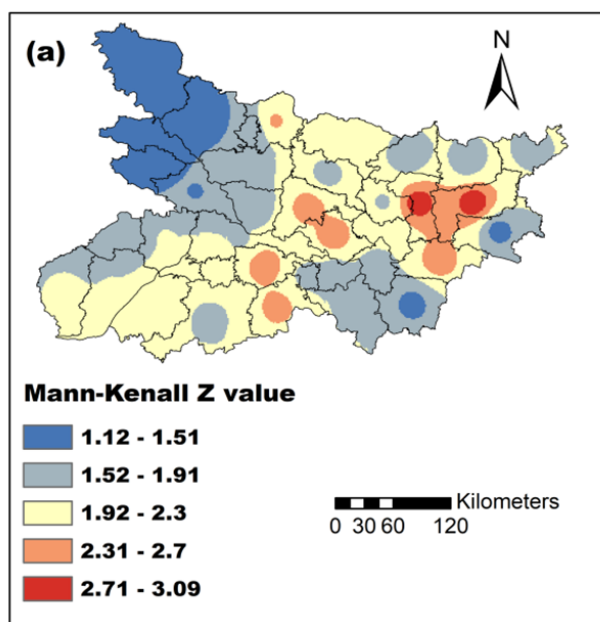 (a)
N
Mann-Kenall Z value
1.12 - 1.51
1.52 - 1.91
1.92 - 2.3
2.31 - 2.7
2.71 - 3.09
Kilometers
0 30 60 120